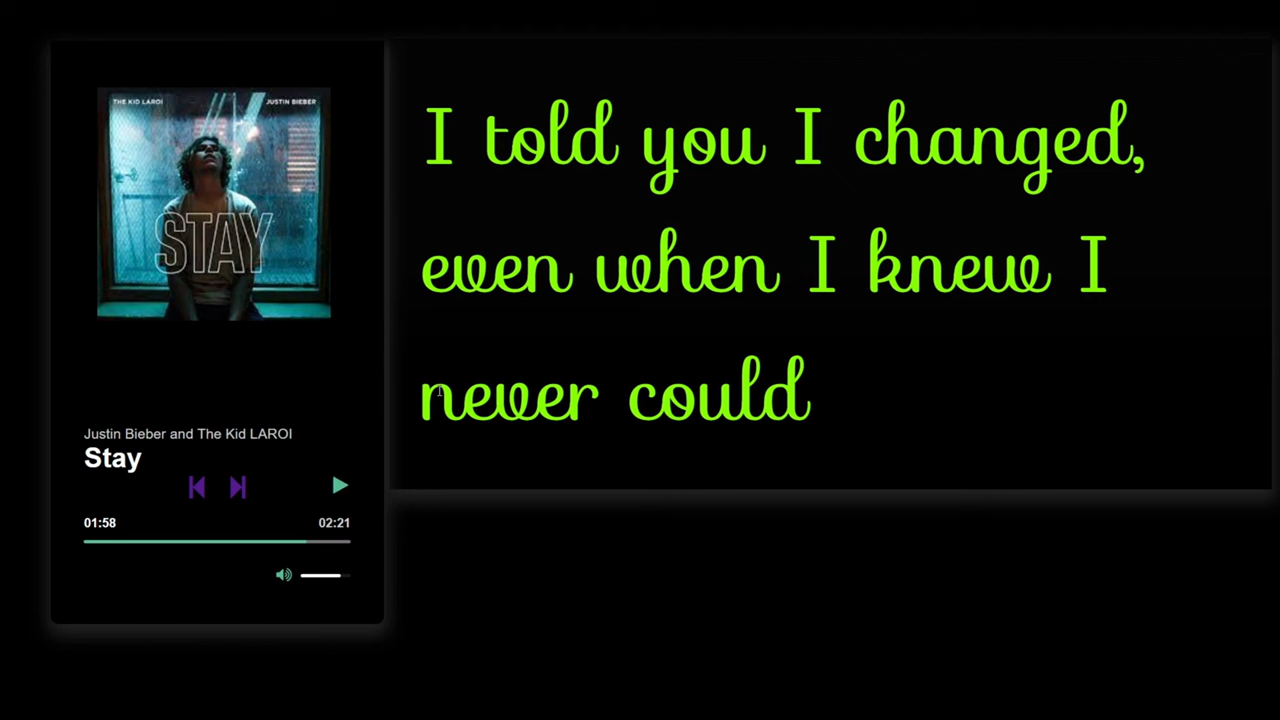 THE KID LAROI
JUSTIN BIEBER
STAY
Justin Bieber and The Kid LAROI
Stay
01:58
02:21
I told you I changed,
even when I knew I
never could